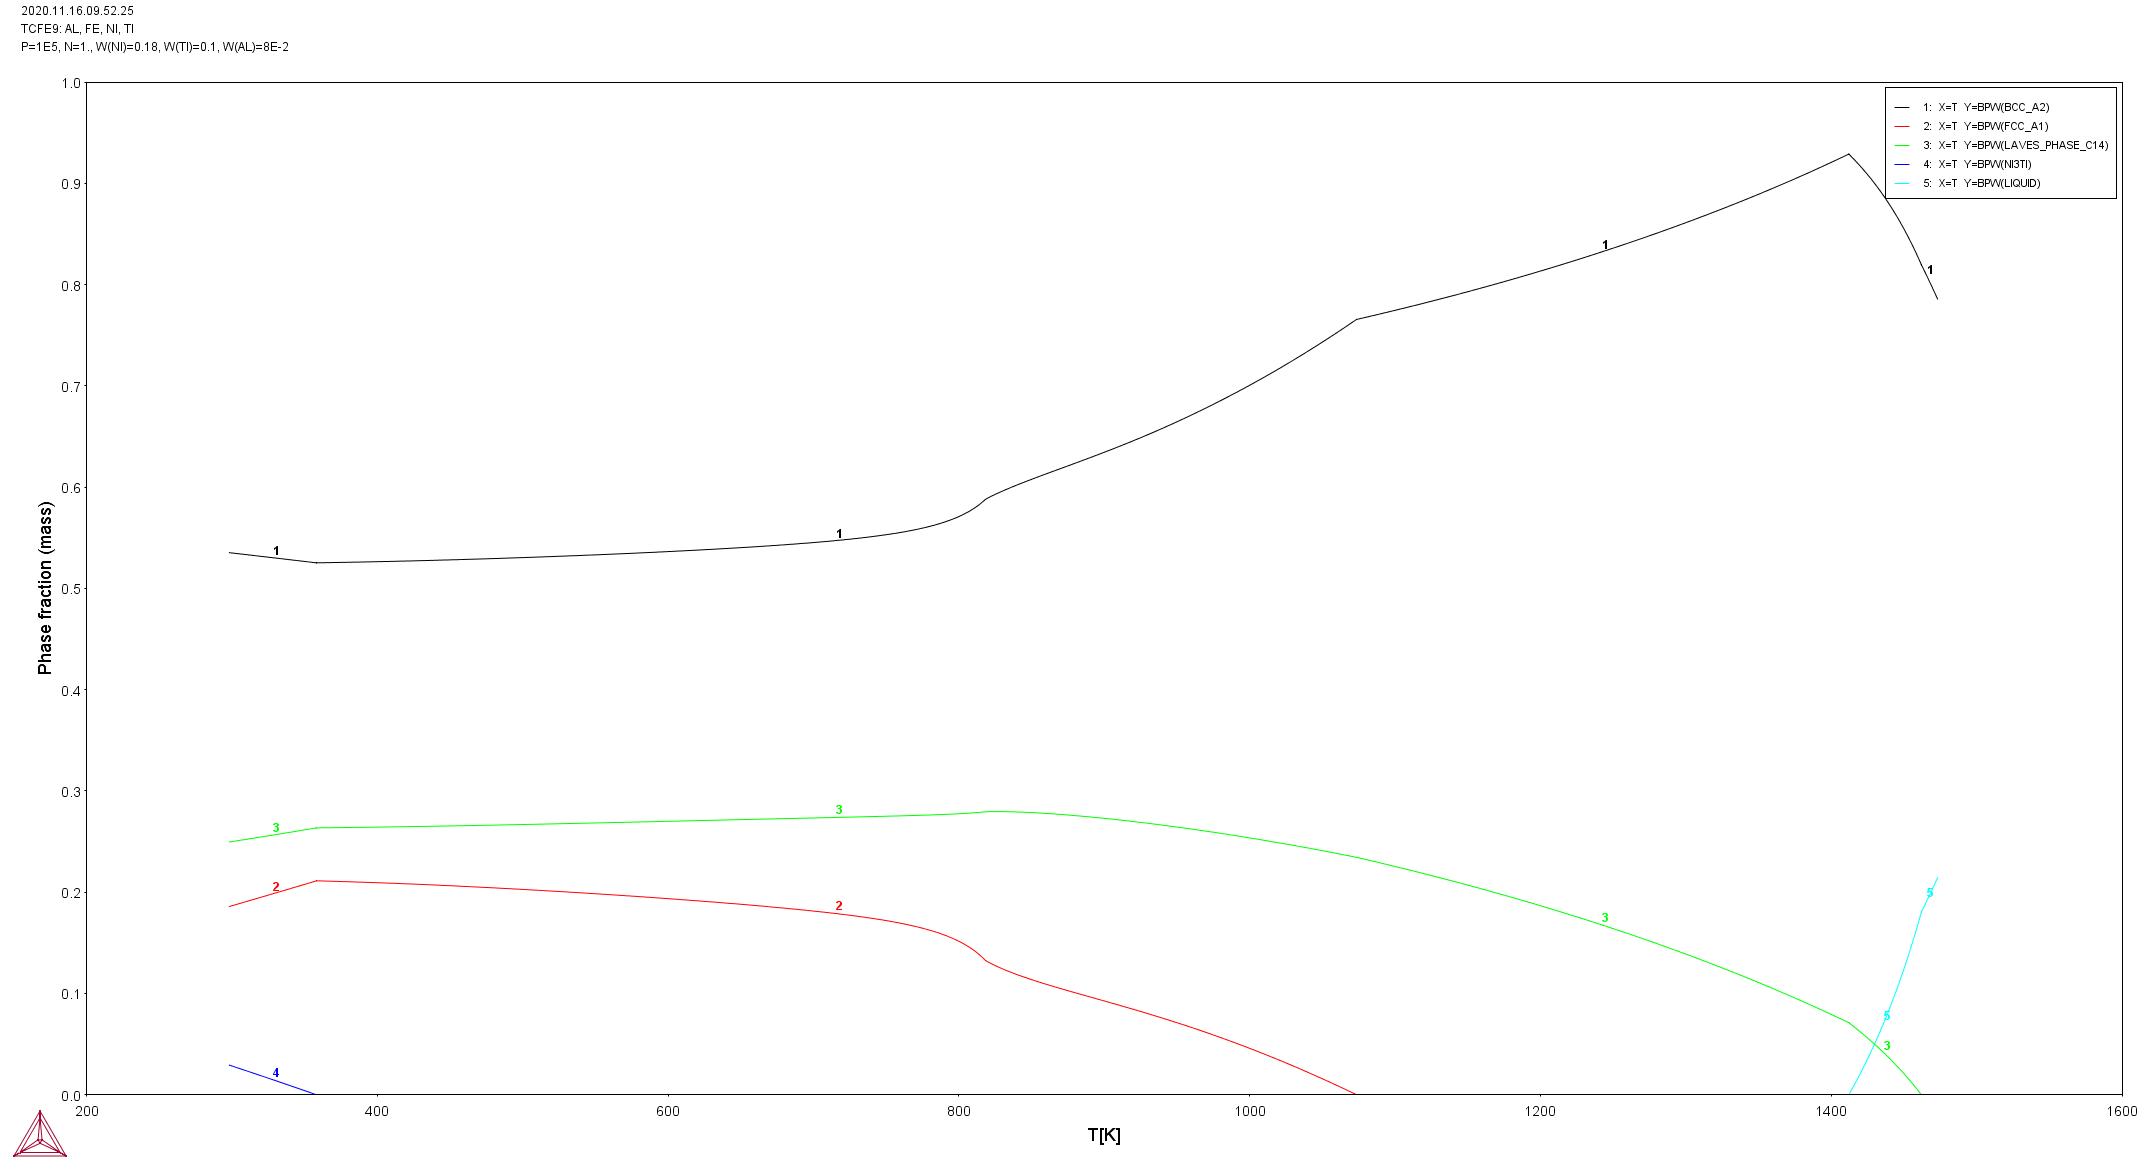 2020.11.16.09.52.25
TCFE9: AL, FE, NI, TI
P=1E5, N=1., W(NI)=0.18, W(TI)=0.1, W(AL)=8E-2
1.0
0.9
0.8
0.7
0.6
0.5
0.4
0.3
0.2
0.1
0.0
Phase fraction (mass)
1: X=T Y=BPW(BCC_A2)
2: X=T Y=BPW(FCC_A1)
3: X=T Y=BPW(LAVES_PHASE_C14)
4: X=T Y=BPW(NI3TI)
5: X=T Y=BPW(LIQUID)
1
1
1
1
3
3
2
2
3
5
5
3
4
200 400 600 800 1000 1200 1400 1600
T[K]